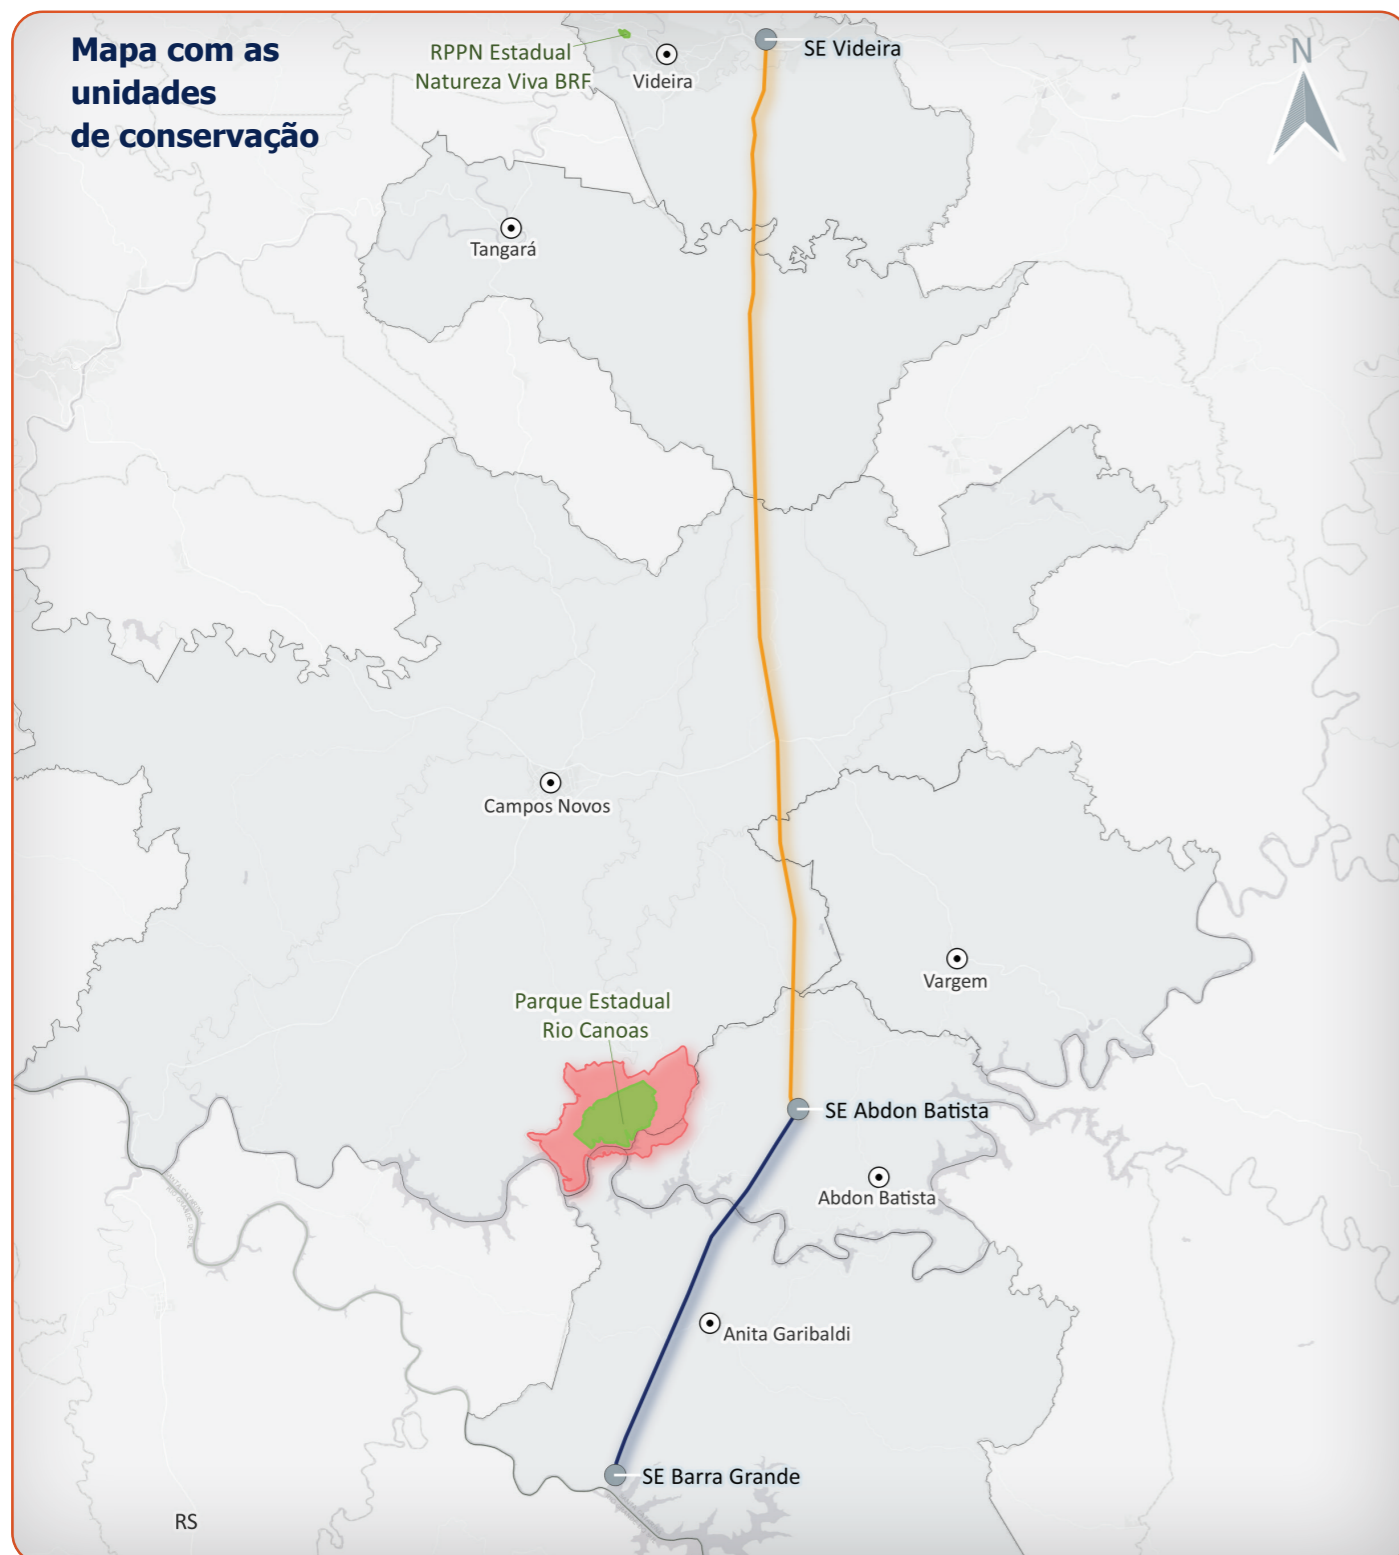 Mapa com as
unidades
de conservação
RPPN Estadual
Natureza Viva BRF
Videira
SE Videira
N
Tangará
Campos Novos
Vargem
Parque Estadual
Rio Canoas
SE Abdon Batista
Abdon Batista
Anita Garibaldi
SE Barra Grande
RS